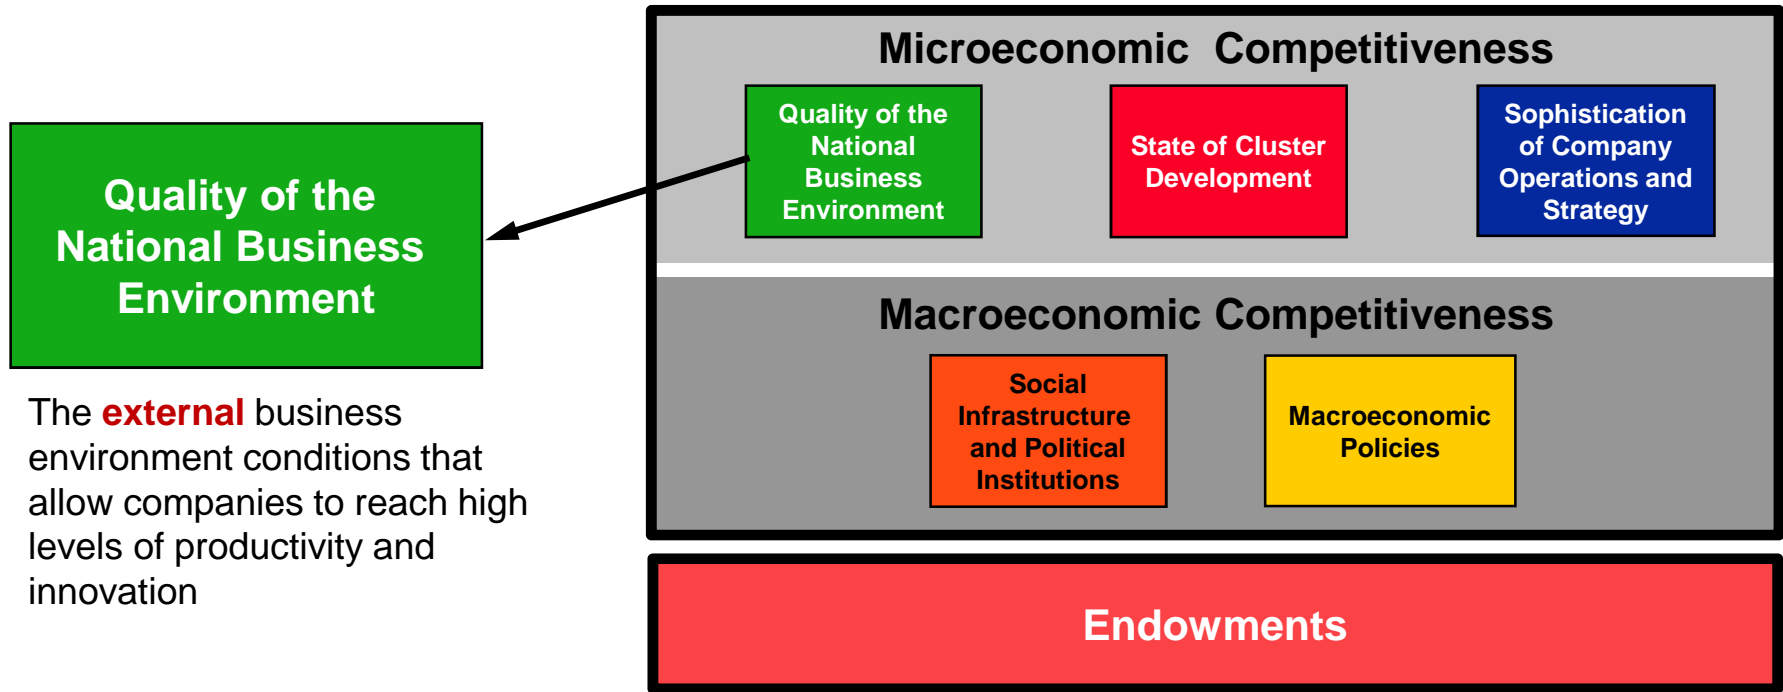 Microeconomic Competitiveness
Quality of the
National
Business
Environment
State of Cluster
Development
Sophistication
of Company
Operations and
Strategy
Quality of the
National Business
Environment
The external business
environment conditions that
allow companies to reach high
levels of productivity and
innovation
Macroeconomic Competitiveness
Social
Infrastructure
and Political
Institutions
Macroeconomic
Policies
Endowments